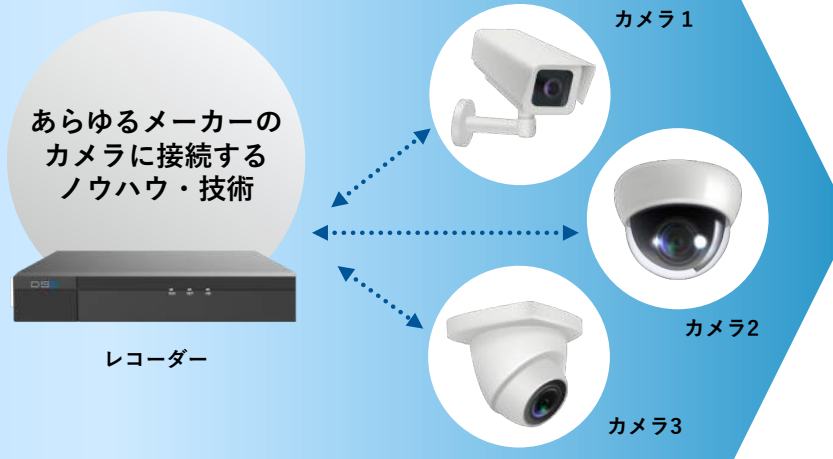 カメラ１
あらゆるメーカーの
カメラに接続する
ノウハウ・技術
カメラ2
レコーダー
カメラ3